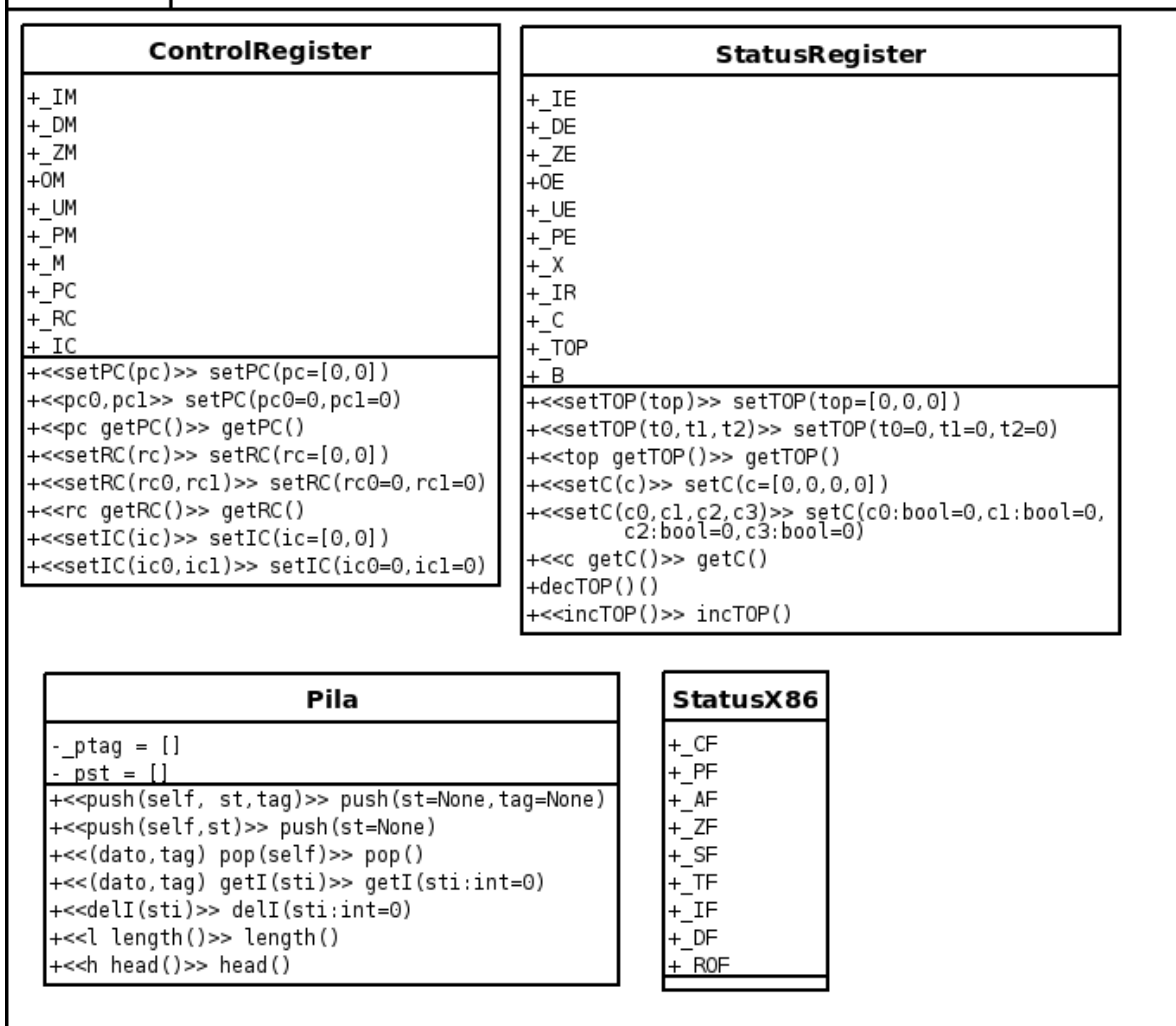 ControlRegister
+_IM
+_DM
+_ZM
+OM
+_UM
+_PM
+_M
+_PC
+_RC
+_IC
+<<setPC(pc)>> setPC(pc=[0,0])
+<<pc0,pc1>> setPC(pc0=0,pc1=0)
+<<pc getPC()>> getPC()
+<<setRC(rc)>> setRC(rc=[0,0])
+<<setRC(rc0,rc1)>> setRC(rc0=0,rc1=0)
+<<rc getRC()>> getRC()
+<<setIC(ic)>> setIC(ic=[0,0])
+<<setIC(ic0,ic1)>> setIC(ic0=0,ic1=0)
StatusRegister
+_IE
+_DE
+_ZE
+OE
+_UE
+_PE
+_X
+_IR
+_C
+_TOP
+_B
+<<setTOP(top)>> setTOP(top=[0,0,0])
+<<setTOP(t0,t1,t2)>> setTOP(t0=0,t1=0,t2=0)
+<<top getTOP()>> getTOP()
+<<setC(c)>> setC(c=[0,0,0,0])
+<<setC(c0,c1,c2,c3)>> setC(c0:bool=0,c1:bool=0,
c2:bool=0,c3:bool=0)
+<<c getC()>> getC()
+decTOP()()
+<<incTOP()>> incTOP()
Pila
-_ptag = []
-_pst = []
+<<push(self, st,tag)>> push(st=None,tag=None)
+<<push(self,st)>> push(st=None)
+<<(dato,tag) pop(self)>> pop()
+<<(dato,tag) getI(sti)>> getI(sti:int=0)
+<<delI(sti)>> delI(sti:int=0)
+<<l length()>> length()
+<<h head()>> head()
StatusX86
+_CF
+_PF
+_AF
+_ZF
+_SF
+_TF
+_IF
+_DF
+_ROF